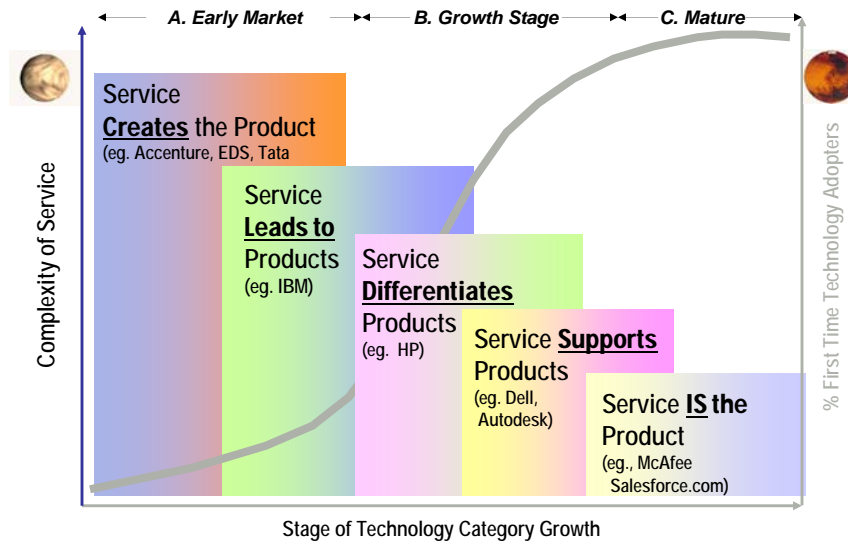 A. Early Market
B. Growth Stage
C. Mature
Service
Creates the Product
(eg. Accenture, EDS, Tata
Service
Leads to
Products
(eg. IBM)
Service
Differentiates
Products
(eg. HP)
Service Supports
Products
(eg. Dell,
Autodesk)
Service IS the
Product
(eg., McAfee
Salesforce.com)
Complexity of Service
% First Time Technology Adopters
Stage of Technology Category Growth